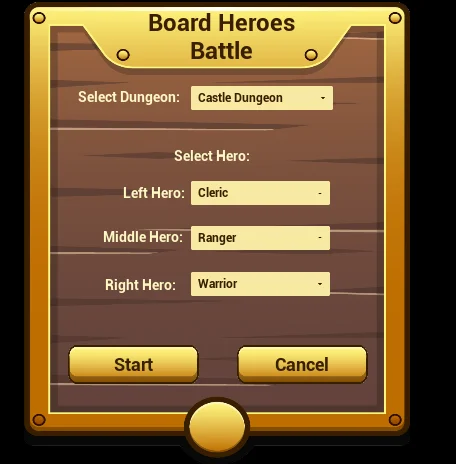 Board Heroes
Battle
Select Dungeon: Castle Dungeon
Select Hero:
Left Hero: Cleric
Middle Hero: Ranger
Right Hero: Warrior
Start Cancel